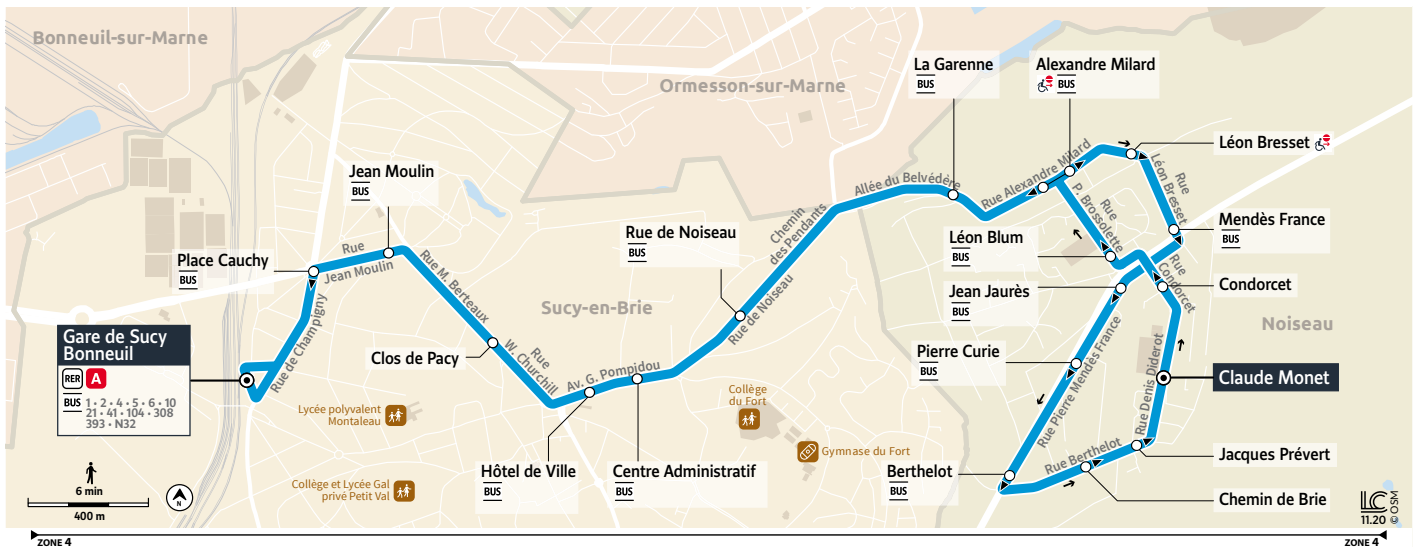 Bonneuil-sur-Marne
Ormesson-sur-Marne
La Garenne
BUS
Alexandre Milard
BUS
Léon Bresset
Jean Moulin
BUS
Allée du Belvédère
Rue Alexandre Milard
Rue
Léon Bresset
Rue
P. Brossolette
Mendès France
BUS
Place Cauchy
BUS
Rue
Jean Moulin
Rue de Noiseau
BUS
Chemin
des Pendants
Léon Blum
BUS
Rue
Condorcet
Condorcet
Rue M. Berteaux
Sucy-en-Brie
Rue de Noiseau
Jean Jaurès
BUS
Noiseau
Gare de Sucy
Bonneuil
RER A
BUS 1 • 2 • 4 • 5 • 6 • 10
21 • 41 • 104 • 308
393 • N32
Rue de Champigny
Clos de Pacy
Rue
W. Churchill
Av. G. Pompidou
Pierre Curie
BUS
Rue Pierre Mendès France
Rue Denis Diderot
Claude Monet
Lycée polyvalent
Montaleau
Collège
du Fort
Gymnase du Fort
Rue Berthelot
Jacques Prévert
Hôtel de Ville
BUS
Centre Administratif
BUS
Berthelot
BUS
Chemin de Brie
Collège et Lycée Gal
privé Petit Val
6 min
400 m
N
LC
11.20
© OSM
ZONE 4
ZONE 4